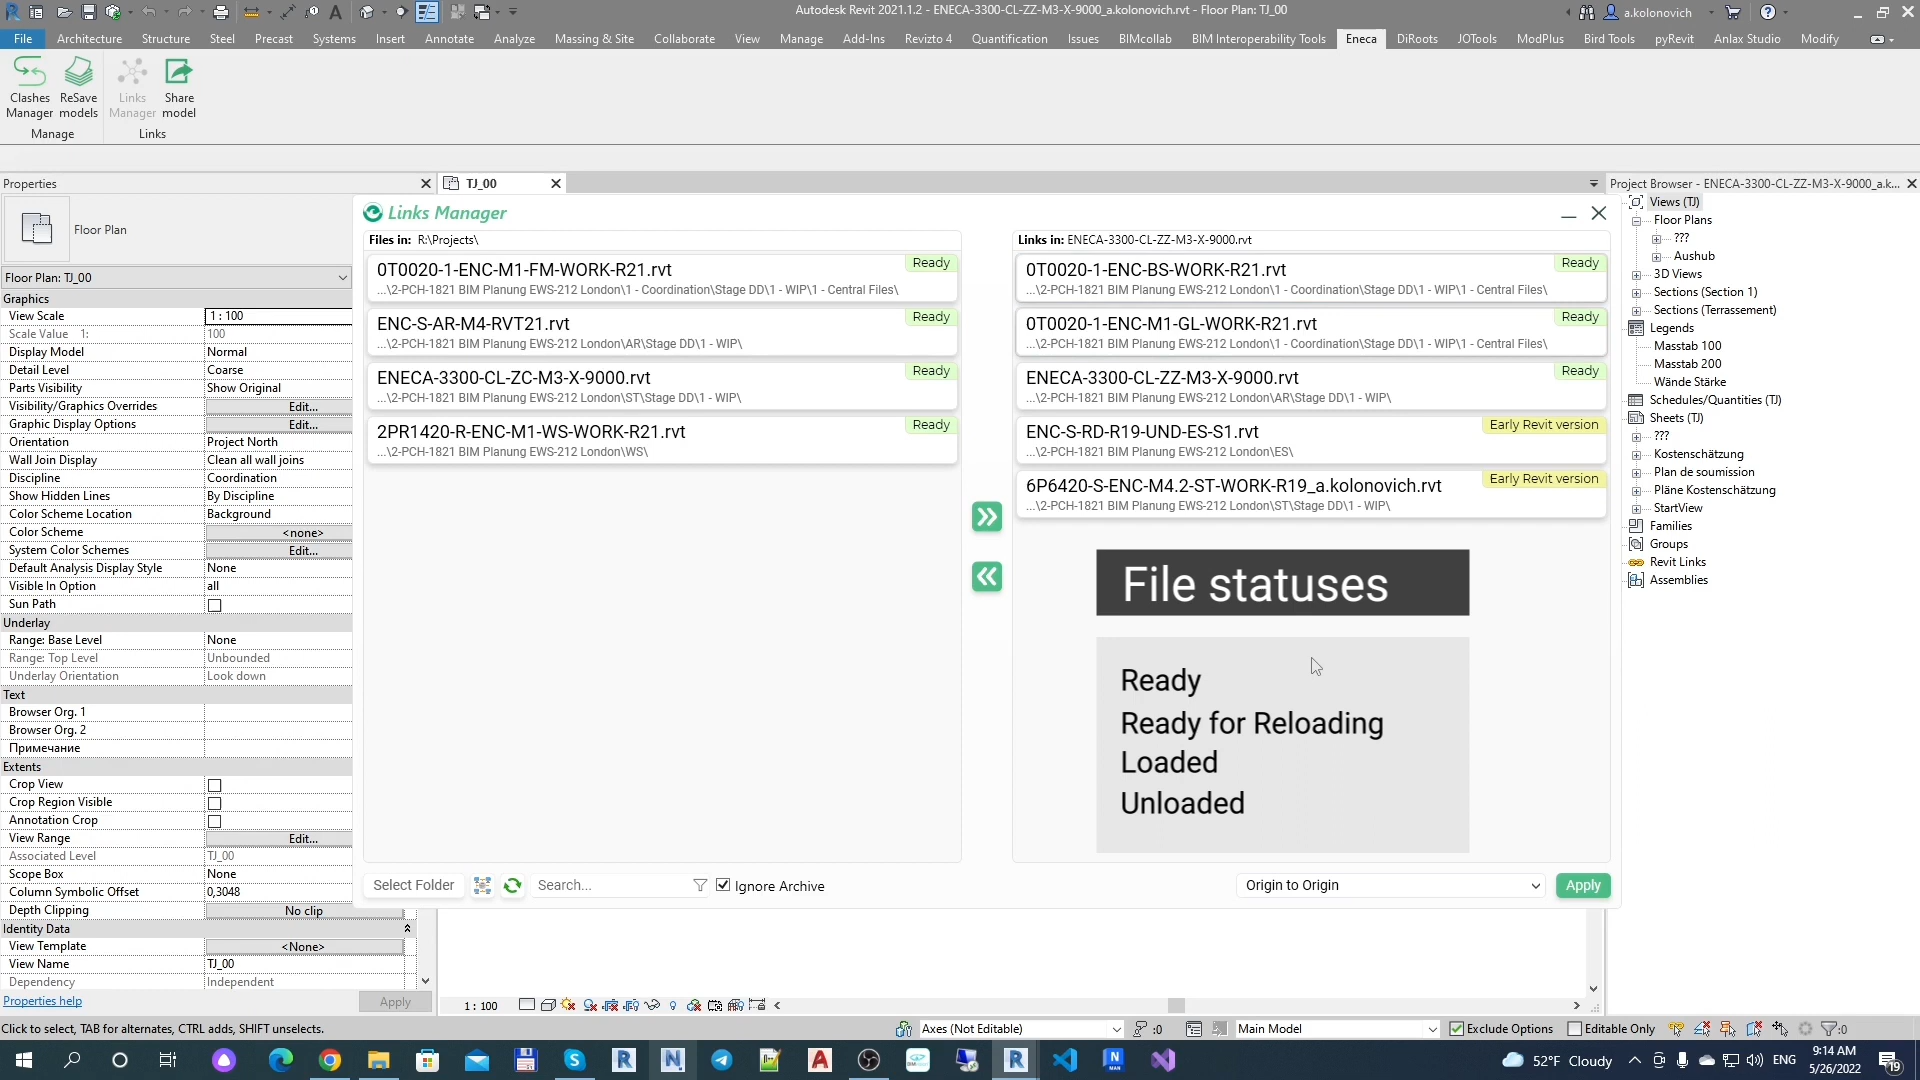 Autodesk Revit 2021.1.2 - ENECA-3300-CL-ZZ-M3-X-9000_a.kolonovich.rvt - Floor Plan: TJ_00
a.kolonovich
File Architecture Structure Steel Precast Systems Insert Annotate Analyze Massing & Site Collaborate View Manage Add-Ins Revizto 4 Quantification Issues BIMcollab BIM Interoperability Tools Eneca DiRoots JOTools ModPlus Bird Tools pyRevit Anlax Studio Modify
Clashes Manager
ReSave models
Links Manager
Share model
Manage
Links
Properties
TJ_00
Project Browser - ENECA-3300-CL-ZZ-M3-X-9000_a.k...
Floor Plan
Floor Plan: TJ_00
Graphics
View Scale 1 : 100
Scale Value 1: 100
Display Model Normal
Detail Level Coarse
Parts Visibility Show Original
Visibility/Graphics Overrides Edit...
Graphic Display Options Edit...
Orientation Project North
Wall Join Display Clean all wall joins
Discipline Coordination
Show Hidden Lines By Discipline
Color Scheme Location Background
Color Scheme <none>
System Color Schemes Edit...
Default Analysis Display Style None
Visible In Option all
Sun Path
Underlay
Range: Base Level None
Range: Top Level Unbounded
Underlay Orientation Look down
Text
Browser Org. 1
Browser Org. 2
Примечание
Extents
Crop View
Crop Region Visible
Annotation Crop
View Range Edit...
Associated Level TJ_00
Scope Box None
Column Symbolic Offset 0,3048
Depth Clipping No clip
Identity Data
View Template <None>
View Name TJ_00
Dependency Independent
Properties help
Apply
Links Manager
Files in: R:\Projects\
0T0020-1-ENC-M1-FM-WORK-R21.rvt Ready
...\2-PCH-1821 BIM Planung EWS-212 London\1 - Coordination\Stage DD\1 - WIP\1 - Central Files\
ENC-S-AR-M4-RVT21.rvt Ready
...\2-PCH-1821 BIM Planung EWS-212 London\AR\Stage DD\1 - WIP\
ENECA-3300-CL-ZC-M3-X-9000.rvt Ready
...\2-PCH-1821 BIM Planung EWS-212 London\ST\Stage DD\1 - WIP\
2PR1420-R-ENC-M1-WS-WORK-R21.rvt Ready
...\2-PCH-1821 BIM Planung EWS-212 London\WS\
Links in: ENECA-3300-CL-ZZ-M3-X-9000.rvt
0T0020-1-ENC-BS-WORK-R21.rvt Ready
...\2-PCH-1821 BIM Planung EWS-212 London\1 - Coordination\Stage DD\1 - WIP\1 - Central Files\
0T0020-1-ENC-M1-GL-WORK-R21.rvt Ready
...\2-PCH-1821 BIM Planung EWS-212 London\1 - Coordination\Stage DD\1 - WIP\1 - Central Files\
ENECA-3300-CL-ZZ-M3-X-9000.rvt Ready
...\2-PCH-1821 BIM Planung EWS-212 London\AR\Stage DD\1 - WIP\
ENC-S-RD-R19-UND-ES-S1.rvt Early Revit version
...\2-PCH-1821 BIM Planung EWS-212 London\ES\
6P6420-S-ENC-M4.2-ST-WORK-R19_a.kolonovich.rvt Early Revit version
...\2-PCH-1821 BIM Planung EWS-212 London\ST\Stage DD\1 - WIP\
File statuses
Ready
Ready for Reloading
Loaded
Unloaded
Select Folder
Search...
Ignore Archive
Origin to Origin
Apply
Views (TJ)
Floor Plans
???
Aushub
3D Views
Sections (Section 1)
Sections (Terrassement)
Legends
Masstab 100
Masstab 200
Wände Stärke
Schedules/Quantities (TJ)
Sheets (TJ)
???
Kostenschätzung
Plan de soumission
Pläne Kostenschätzung
StartView
Families
Groups
Revit Links
Assemblies
1 : 100
Click to select, TAB for alternates, CTRL adds, SHIFT unselects.
Axes (Not Editable)
:0
Main Model
Exclude Options
Editable Only
:0
52°F Cloudy
ENG
9:14 AM
5/26/2022
19